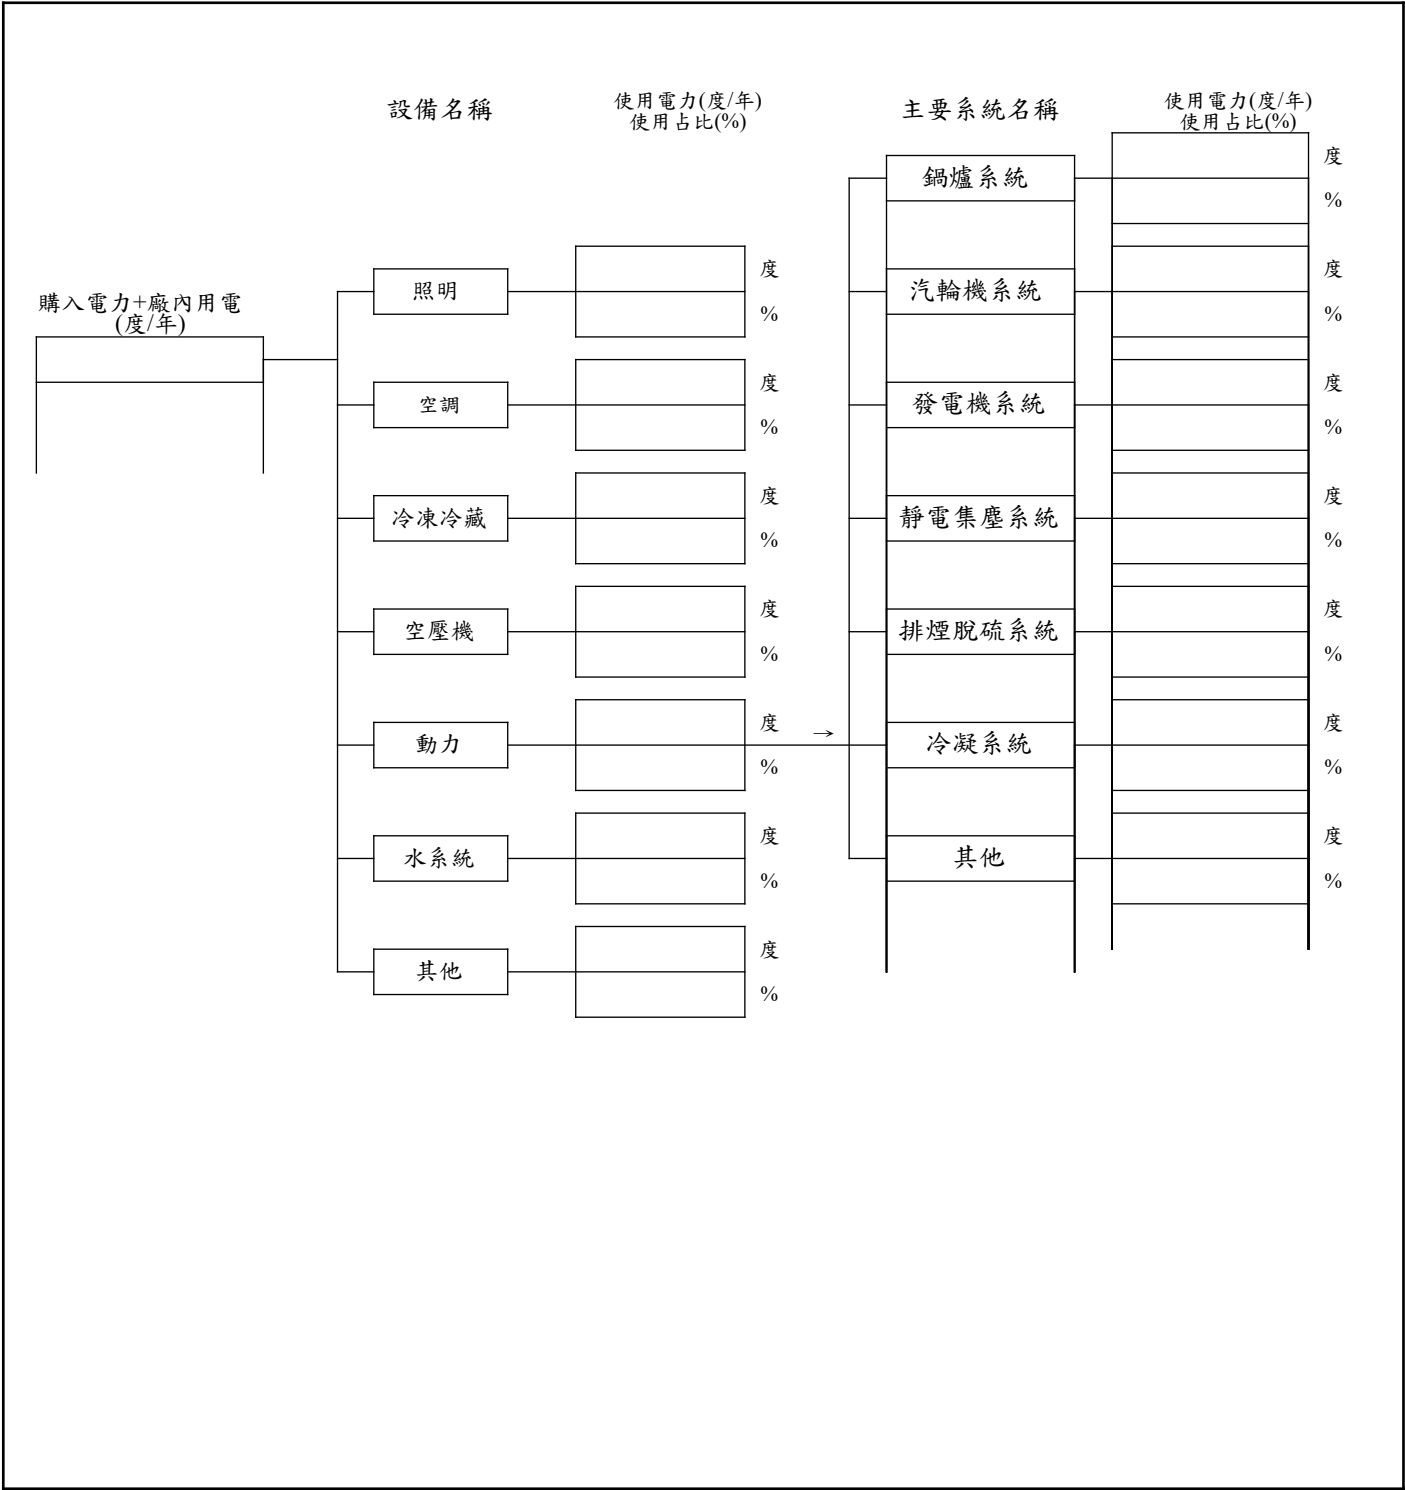 設備名稱
使用電力(度/年)
使用占比(%)
主要系統名稱
使用電力(度/年)
使用占比(%)
鍋爐系統
度
%
購入電力+廠內用電
(度/年)
照明
度
%
汽輪機系統
度
%
空調
度
%
發電機系統
度
%
冷凍冷藏
度
%
靜電集塵系統
度
%
空壓機
度
%
排煙脫硫系統
度
%
動力
度
%
→
冷凝系統
度
%
水系統
度
%
其他
度
%
其他
度
%